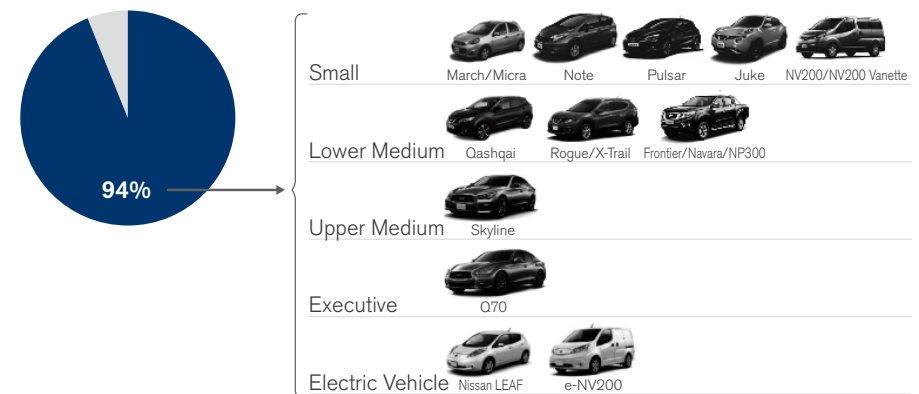 94%
Small
March/Micra
Note
Pulsar
Juke
NV200/NV200 Vanette
Lower Medium
Qashqai
Rogue/X-Trail
Frontier/Navara/NP300
Upper Medium
Skyline
Executive
Q70
Electric Vehicle
Nissan LEAF
e-NV200